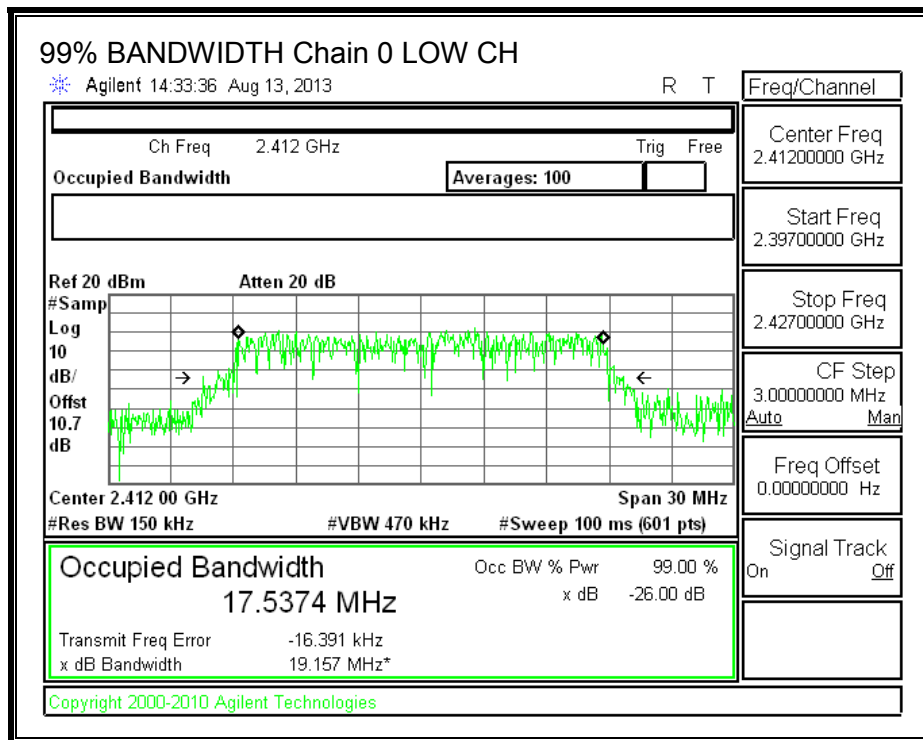 99% BANDWIDTH Chain 0 LOW CH
Agilent 14:33:36 Aug 13, 2013 R T
Ch Freq 2.412 GHz Trig Free
Occupied Bandwidth Averages: 100
Ref 20 dBm Atten 20 dB
#Samp
Log
10
dB/
Offst
10.7
dB
Center 2.412 00 GHz Span 30 MHz
#Res BW 150 kHz #VBW 470 kHz #Sweep 100 ms (601 pts)
Occupied Bandwidth Occ BW % Pwr 99.00 %
17.5374 MHz x dB -26.00 dB
Transmit Freq Error -16.391 kHz
x dB Bandwidth 19.157 MHz*
Copyright 2000-2010 Agilent Technologies
Freq/Channel
Center Freq
2.41200000 GHz
Start Freq
2.39700000 GHz
Stop Freq
2.42700000 GHz
CF Step
3.00000000 MHz
Auto Man
Freq Offset
0.00000000 Hz
Signal Track
On Off